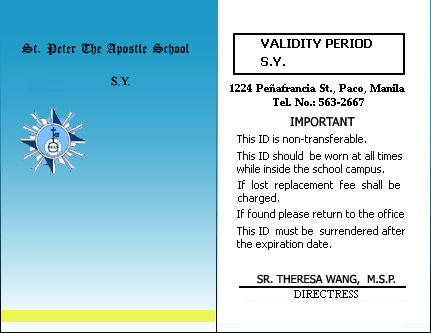 St. Peter The Apostle School
S.Y.
VALIDITY PERIOD
S.Y.
1224 Peñafrancia St., Paco, Manila
Tel. No.: 563-2667
IMPORTANT
This ID is non-transferable.
This ID should be worn at all times
while inside the school campus.
If lost replacement fee shall be
charged.
If found please return to the office
This ID must be surrendered after
the expiration date.
SR. THERESA WANG, M.S.P.
DIRECTRESS